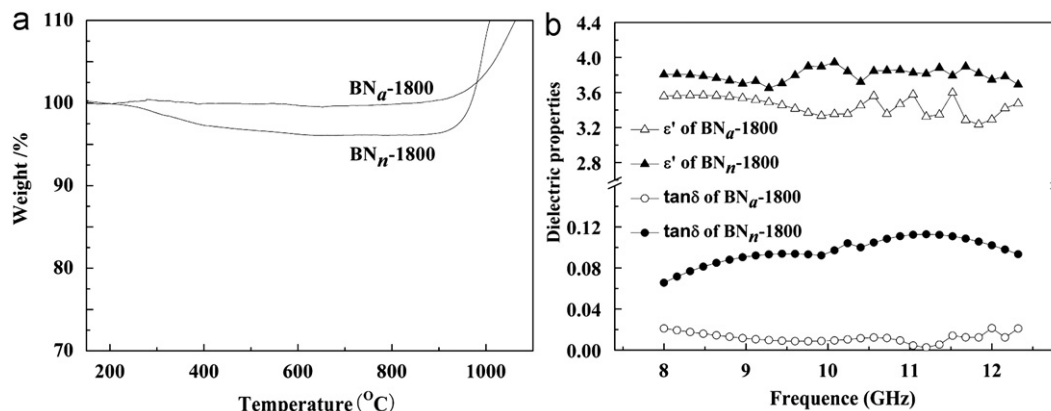 a
110
100
90
80
70
Weight /%
BNa-1800
BNn-1800
200
400
600
800
1000
Temperature (OC)
b
4.0
3.6
3.2
2.8
0.12
0.08
0.04
0.00
Dielectric properties
ε' of BNa-1800
ε' of BNn-1800
tanδ of BNa-1800
tanδ of BNn-1800
8
9
10
11
12
Frequence (GHz)